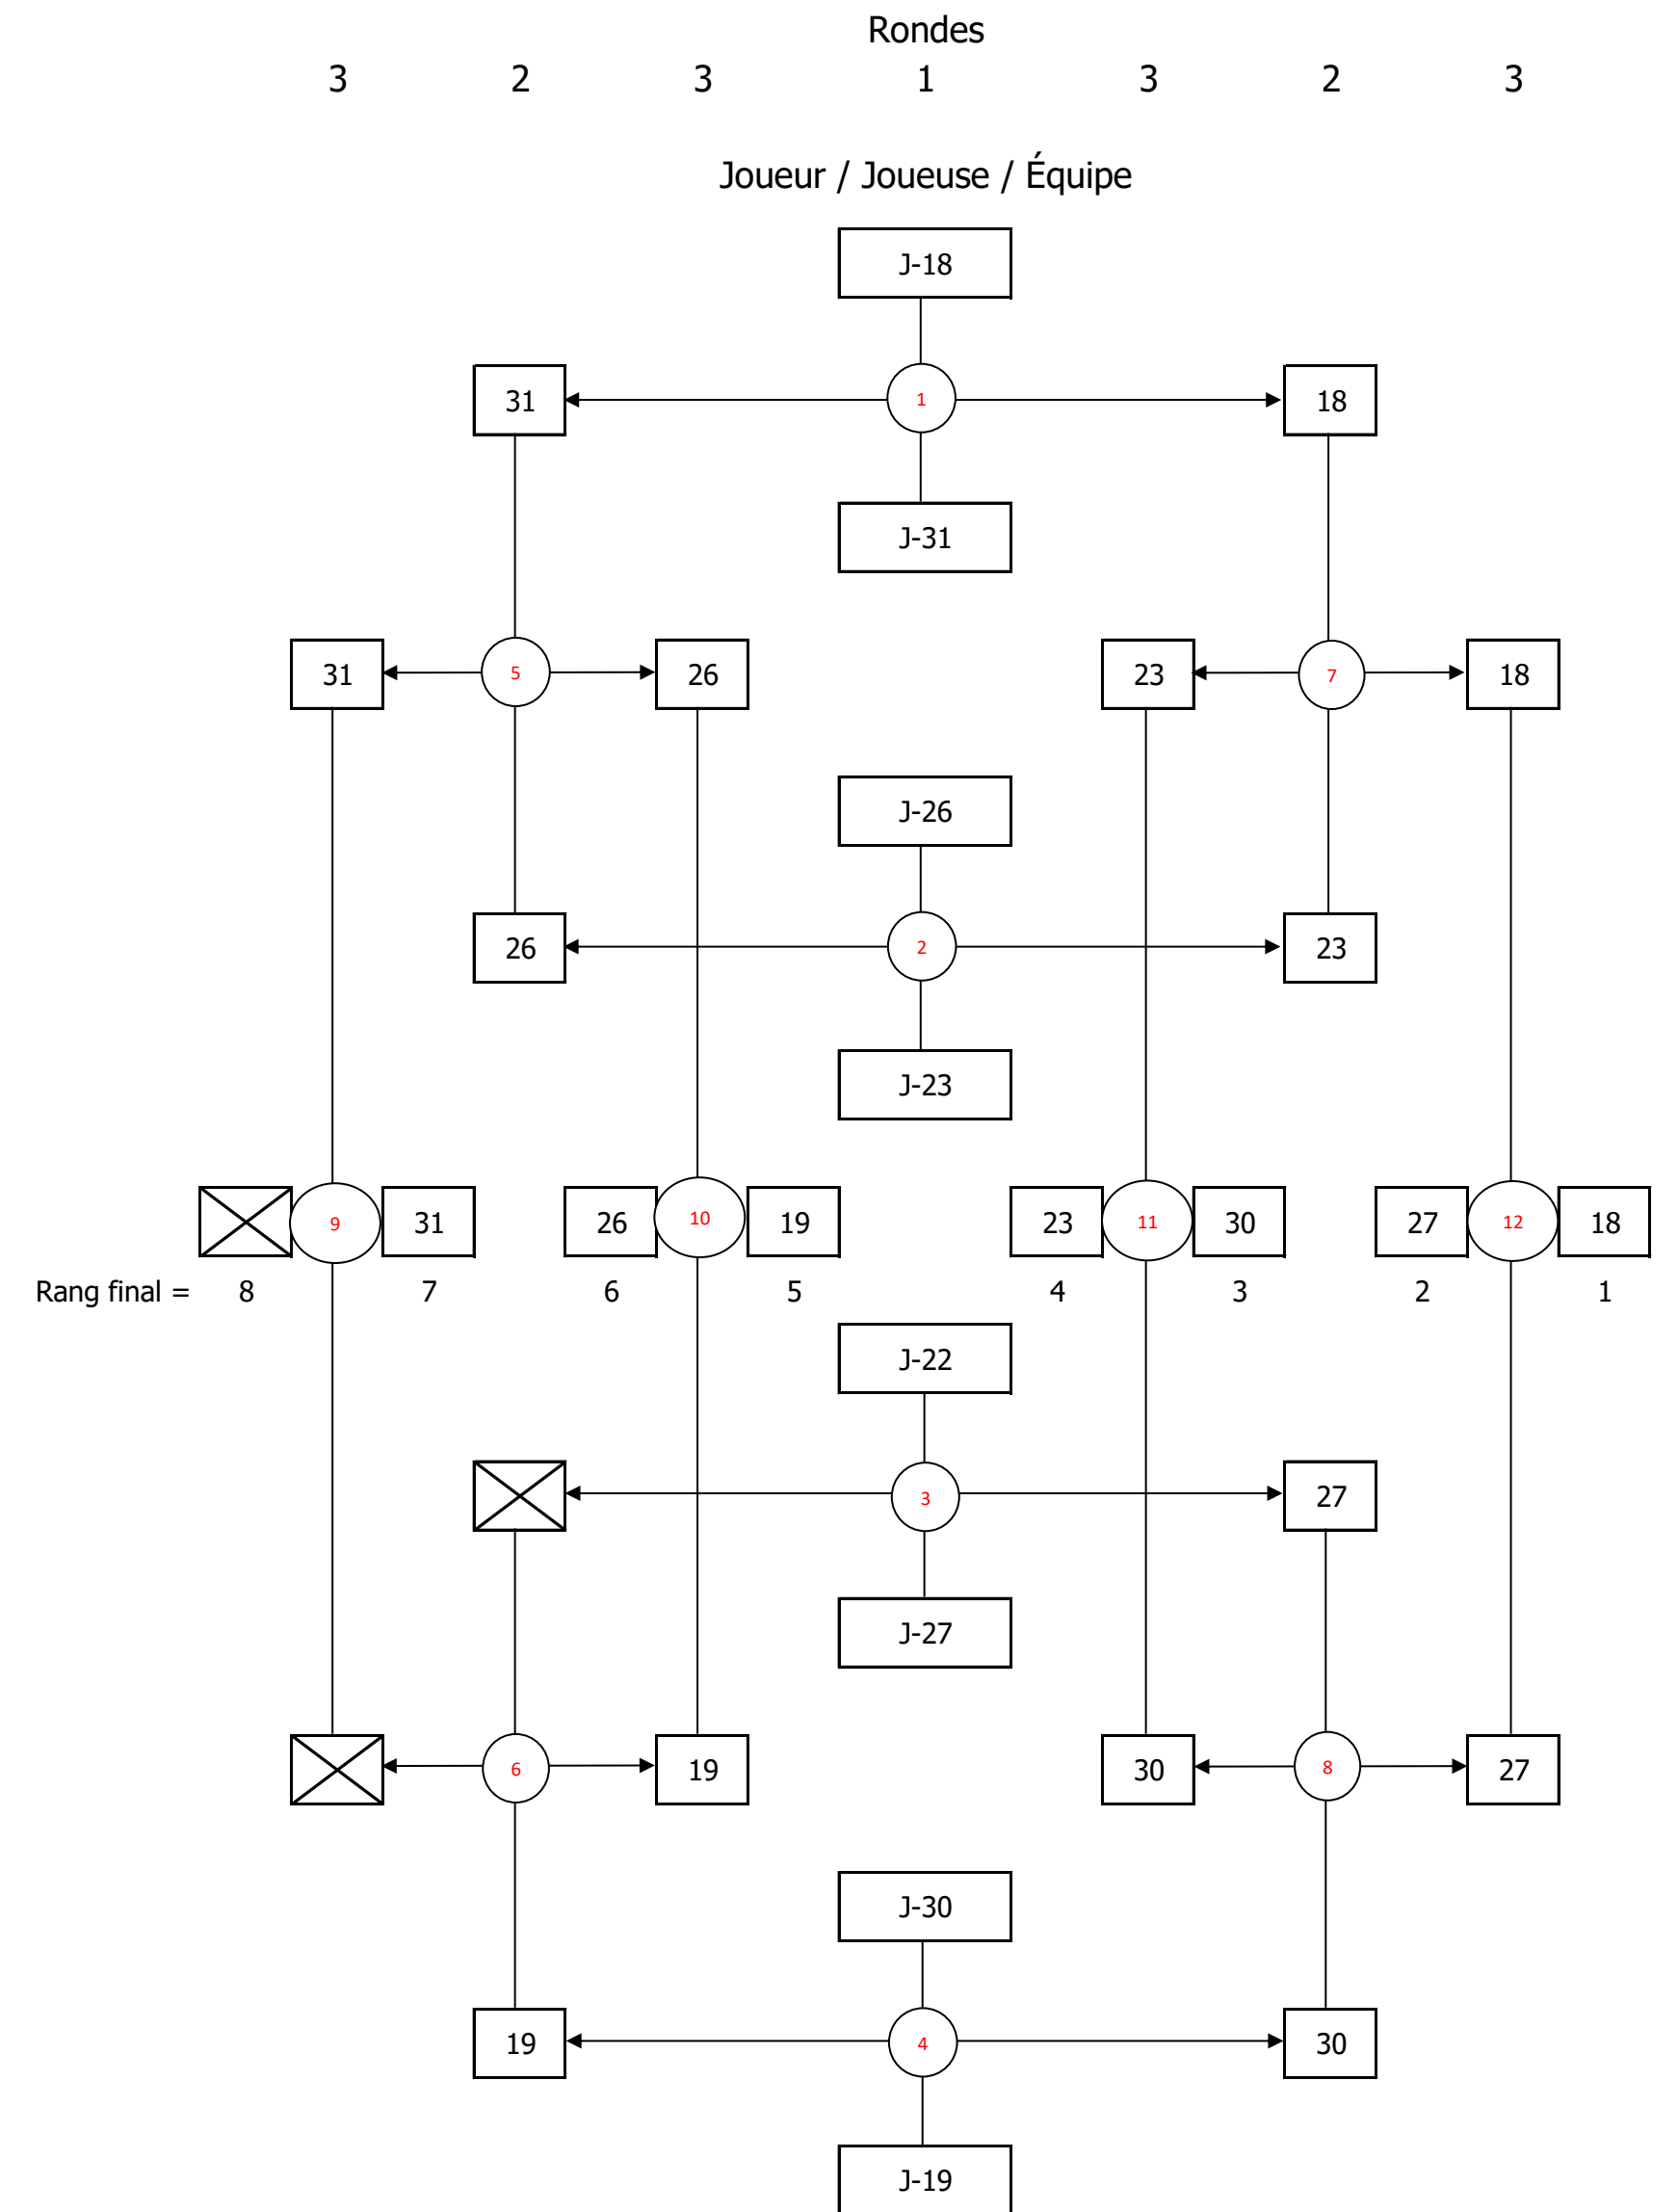 Rondes
3 2 3 1 3 2 3
Joueur / Joueuse / Équipe
J-18
31 1 18
J-31
31 5 26 23 7 18
J-26
26 2 23
J-23
9 31 26 10 19 23 11 30 27 12 18
Rang final = 8 7 6 5 4 3 2 1
J-22
3 27
J-27
6 19 30 8 27
J-30
19 4 30
J-19